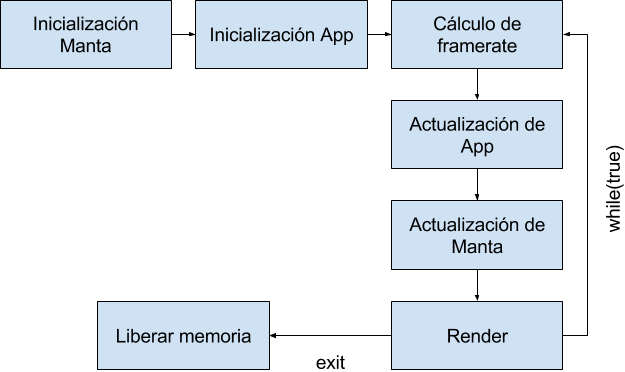 Inicialización
Manta
Inicialización App
Cálculo de
framerate
Actualización de
App
Actualización de
Manta
while(true)
Render
Liberar memoria
exit